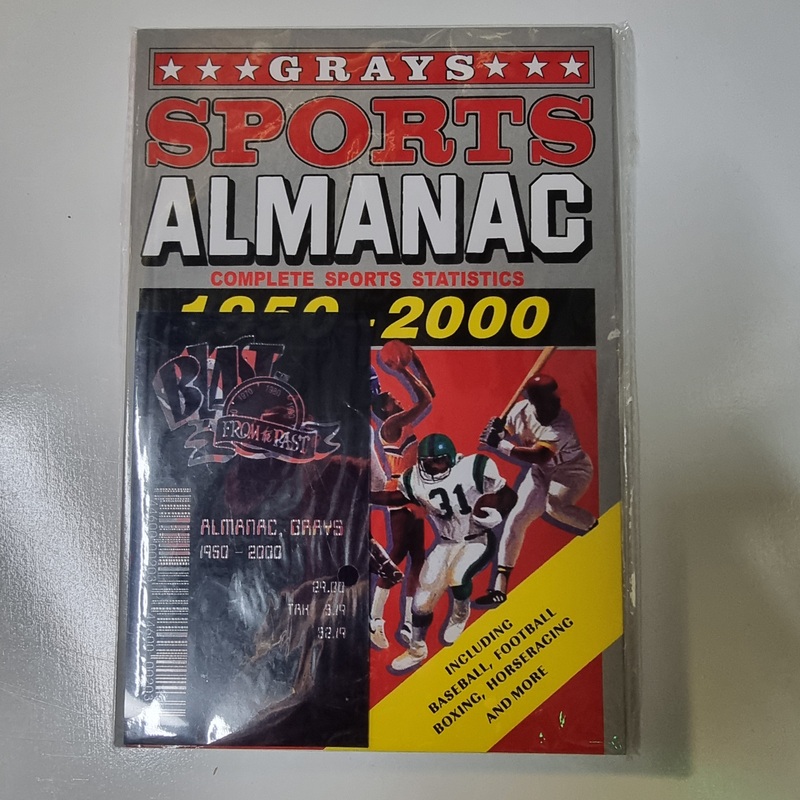 ★★★GRAYS★★★
SPORTS
ALMANAC
COMPLETE SPORTS STATISTICS
1950-2000
31
BLAST
FROM the PAST
ALMANAC, GRAYS
1950 - 2000
29.00
TAX 3.19
32.19
INCLUDING
BASEBALL, FOOTBALL
BOXING, HORSERACING
AND MORE